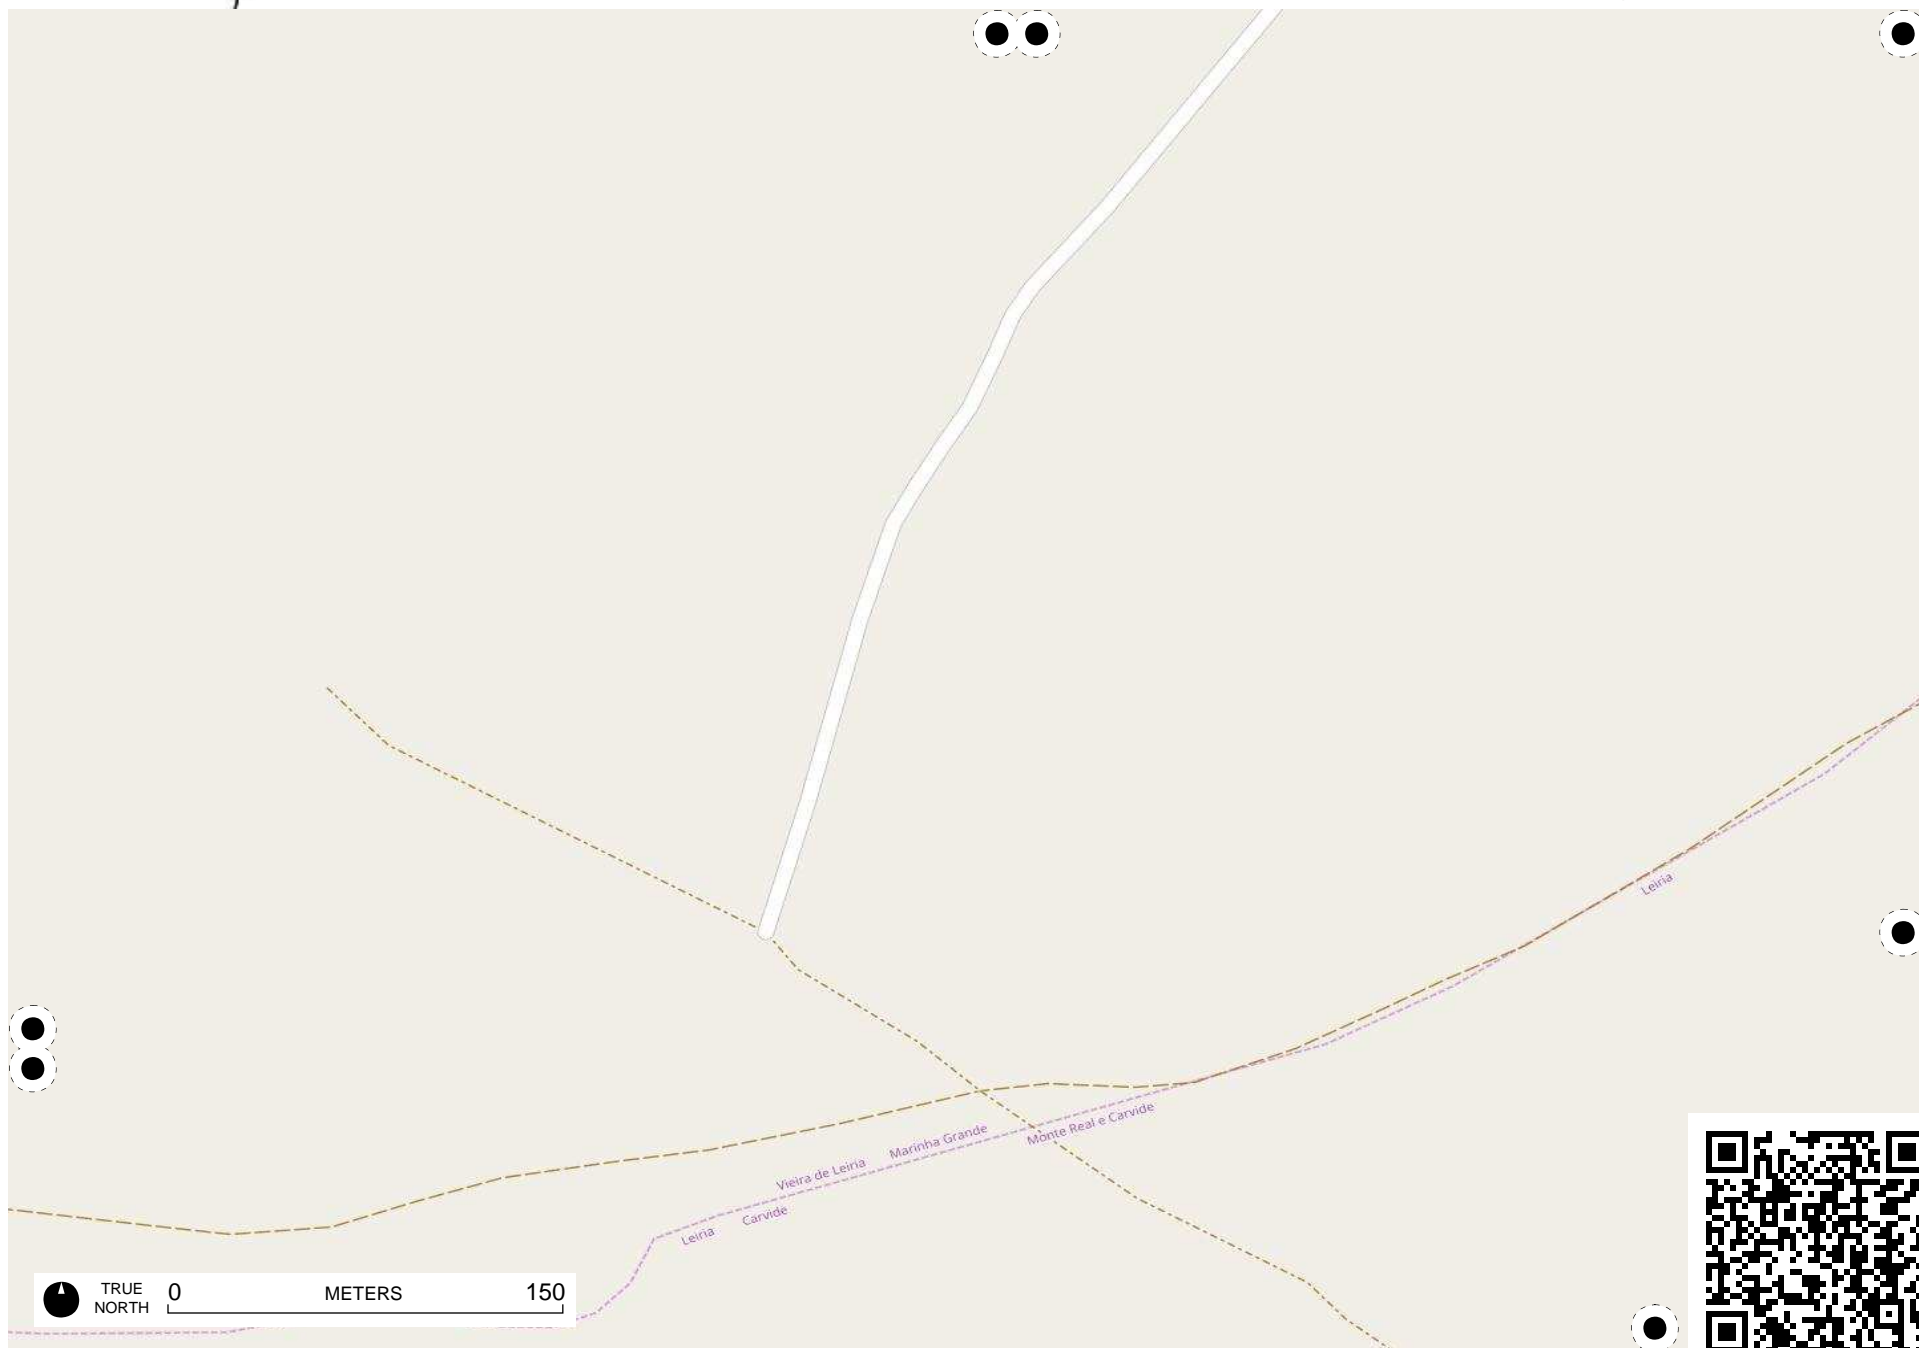 Leiria
Marinha Grande
Monte Real e Carvide
Vieira de Leiria
Carvide
Leiria
TRUE
NORTH
0 METERS 150